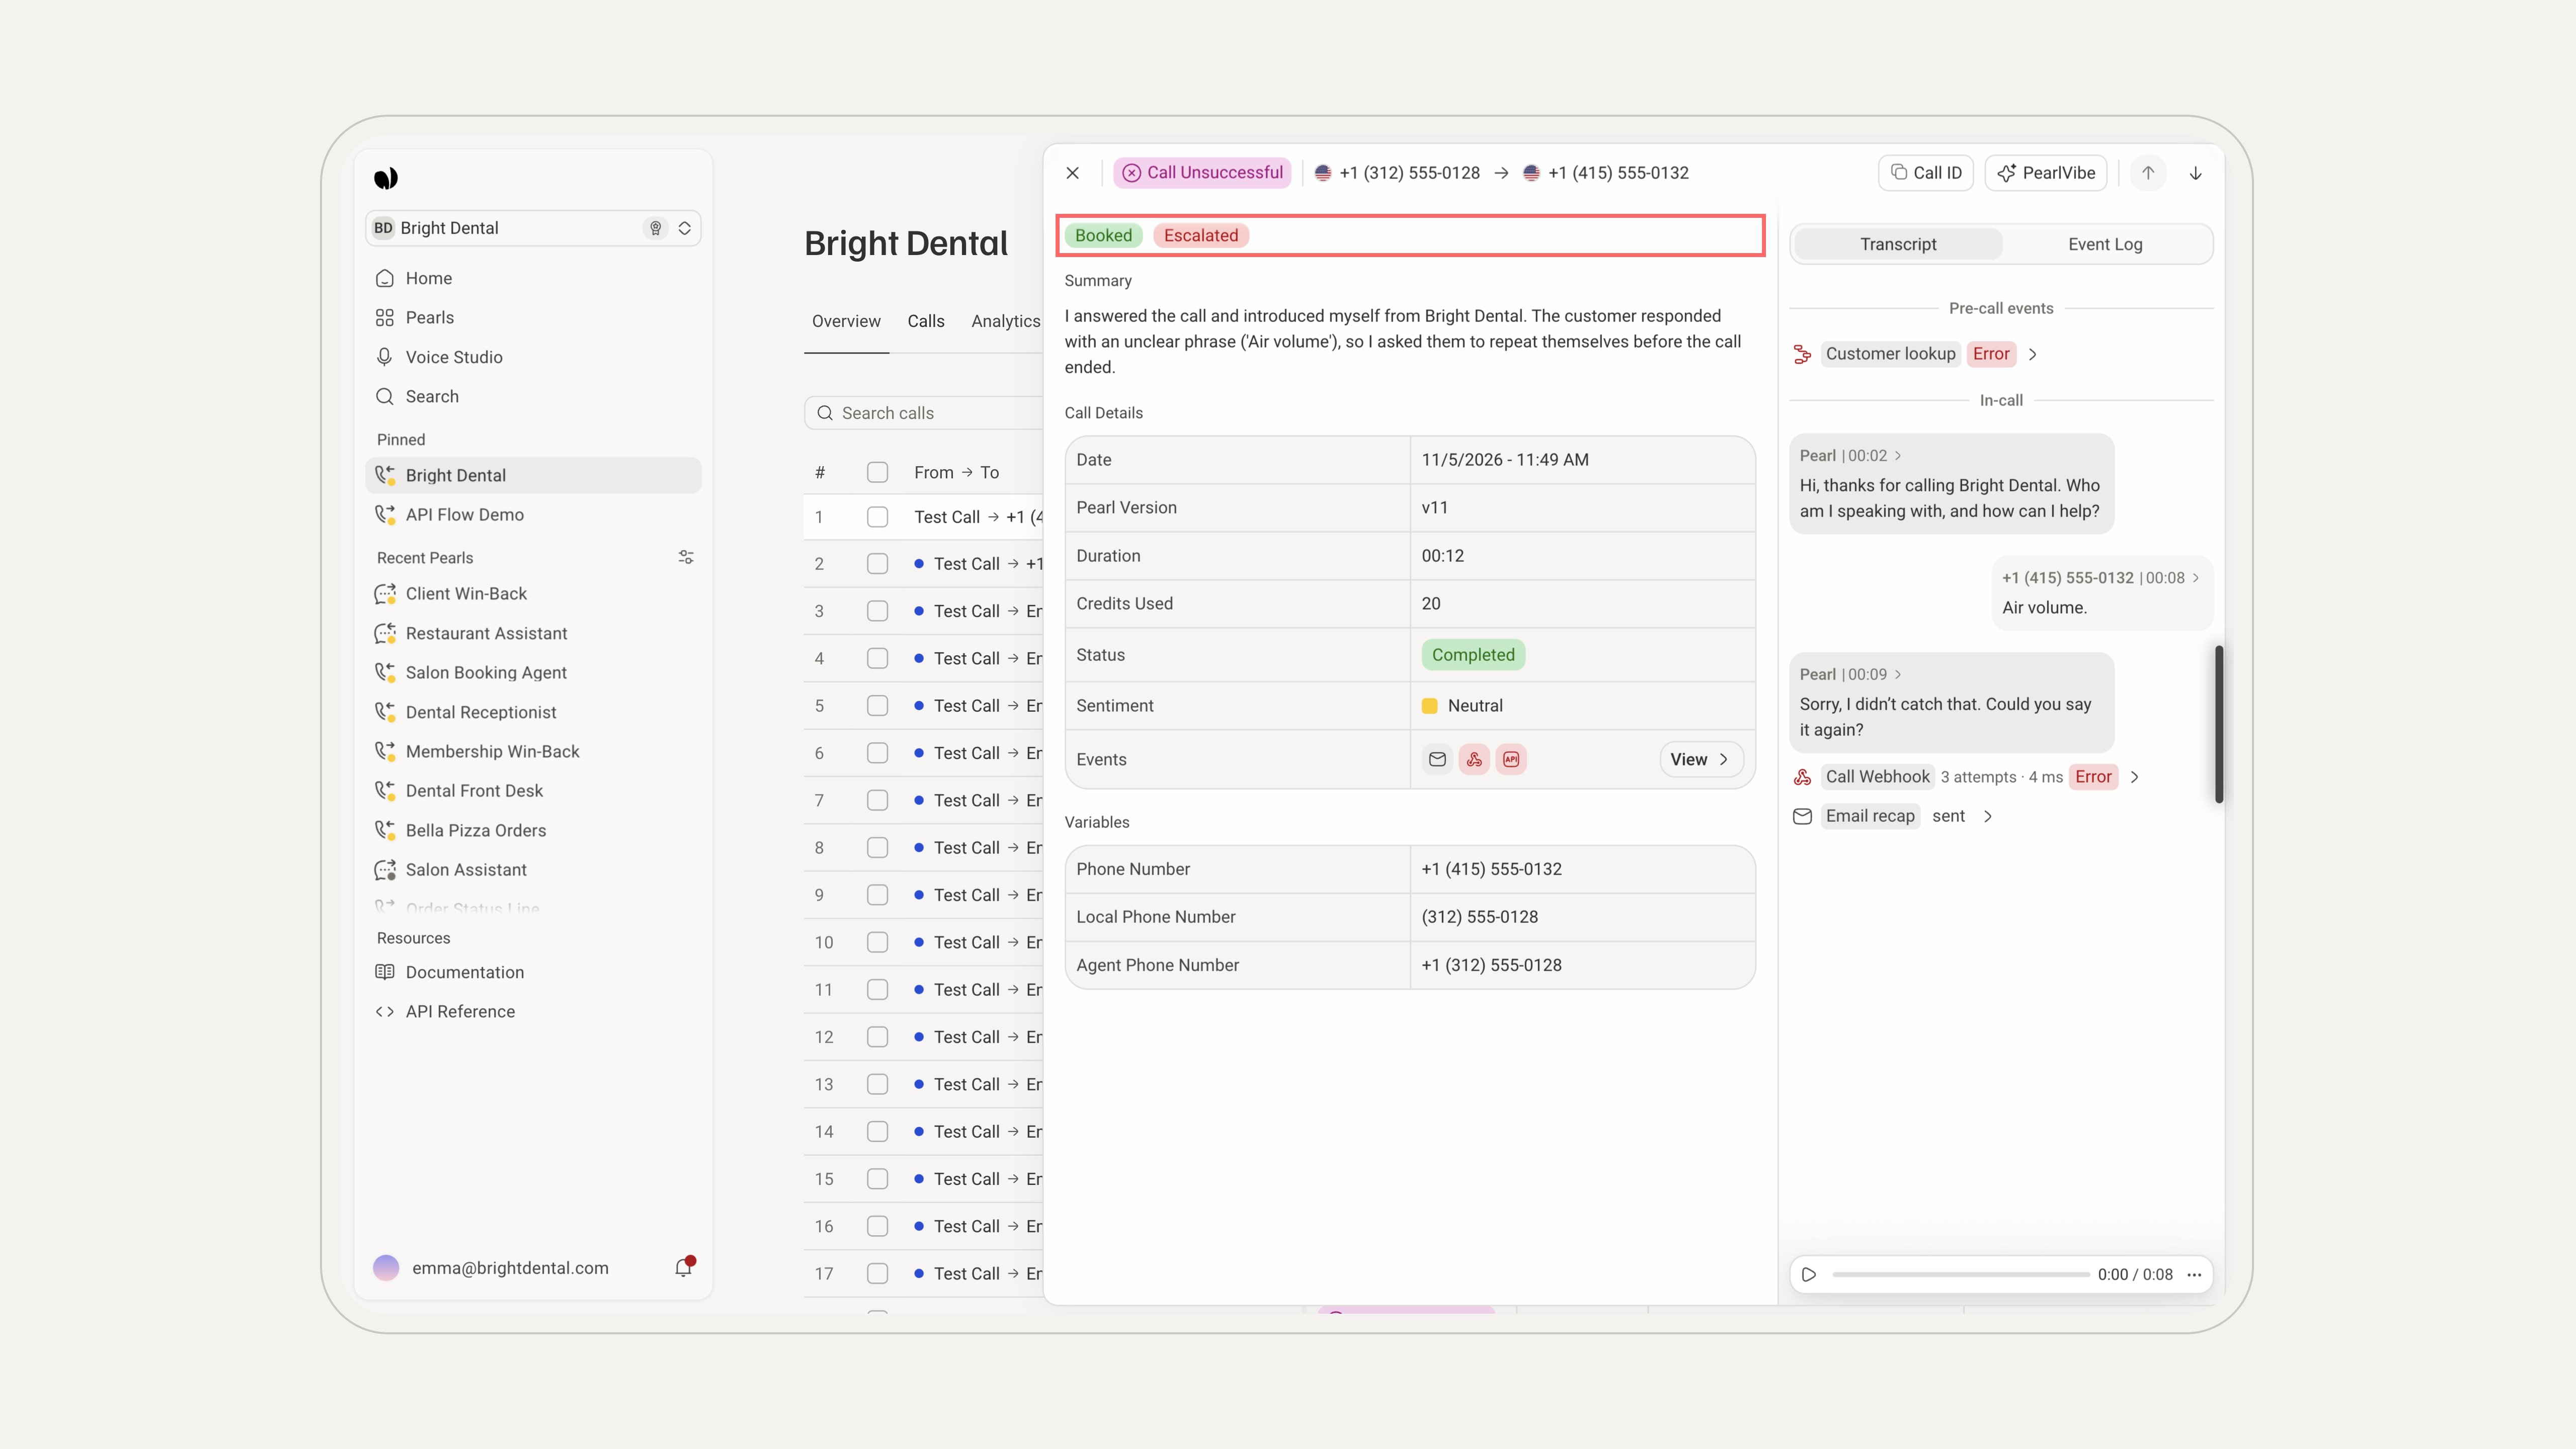 BD Bright Dental
Home
Pearls
Voice Studio
Search
Pinned
Bright Dental
API Flow Demo
Recent Pearls
Client Win-Back
Restaurant Assistant
Salon Booking Agent
Dental Receptionist
Membership Win-Back
Dental Front Desk
Bella Pizza Orders
Salon Assistant
Order Status Line
Resources
Documentation
API Reference
emma@brightdental.com
Bright Dental
Overview Calls Analytics
Search calls
# From → To
1 Test Call → +1 (4
2 Test Call → +1
3 Test Call → Er
4 Test Call → Er
5 Test Call → Er
6 Test Call → Er
7 Test Call → Er
8 Test Call → Er
9 Test Call → Er
10 Test Call → Er
11 Test Call → Er
12 Test Call → Er
13 Test Call → Er
14 Test Call → Er
15 Test Call → Er
16 Test Call → Er
17 Test Call → Er
Call Unsuccessful +1 (312) 555-0128 → +1 (415) 555-0132 Call ID PearlVibe
Booked Escalated
Summary
I answered the call and introduced myself from Bright Dental. The customer responded
with an unclear phrase ('Air volume'), so I asked them to repeat themselves before the call
ended.
Call Details
Date 11/5/2026 - 11:49 AM
Pearl Version v11
Duration 00:12
Credits Used 20
Status Completed
Sentiment Neutral
Events API View
Variables
Phone Number +1 (415) 555-0132
Local Phone Number (312) 555-0128
Agent Phone Number +1 (312) 555-0128
Transcript Event Log
Pre-call events
Customer lookup Error
In-call
Pearl | 00:02
Hi, thanks for calling Bright Dental. Who
am I speaking with, and how can I help?
+1 (415) 555-0132 | 00:08
Air volume.
Pearl | 00:09
Sorry, I didn’t catch that. Could you say
it again?
Call Webhook 3 attempts · 4 ms Error
Email recap sent
0:00 / 0:08